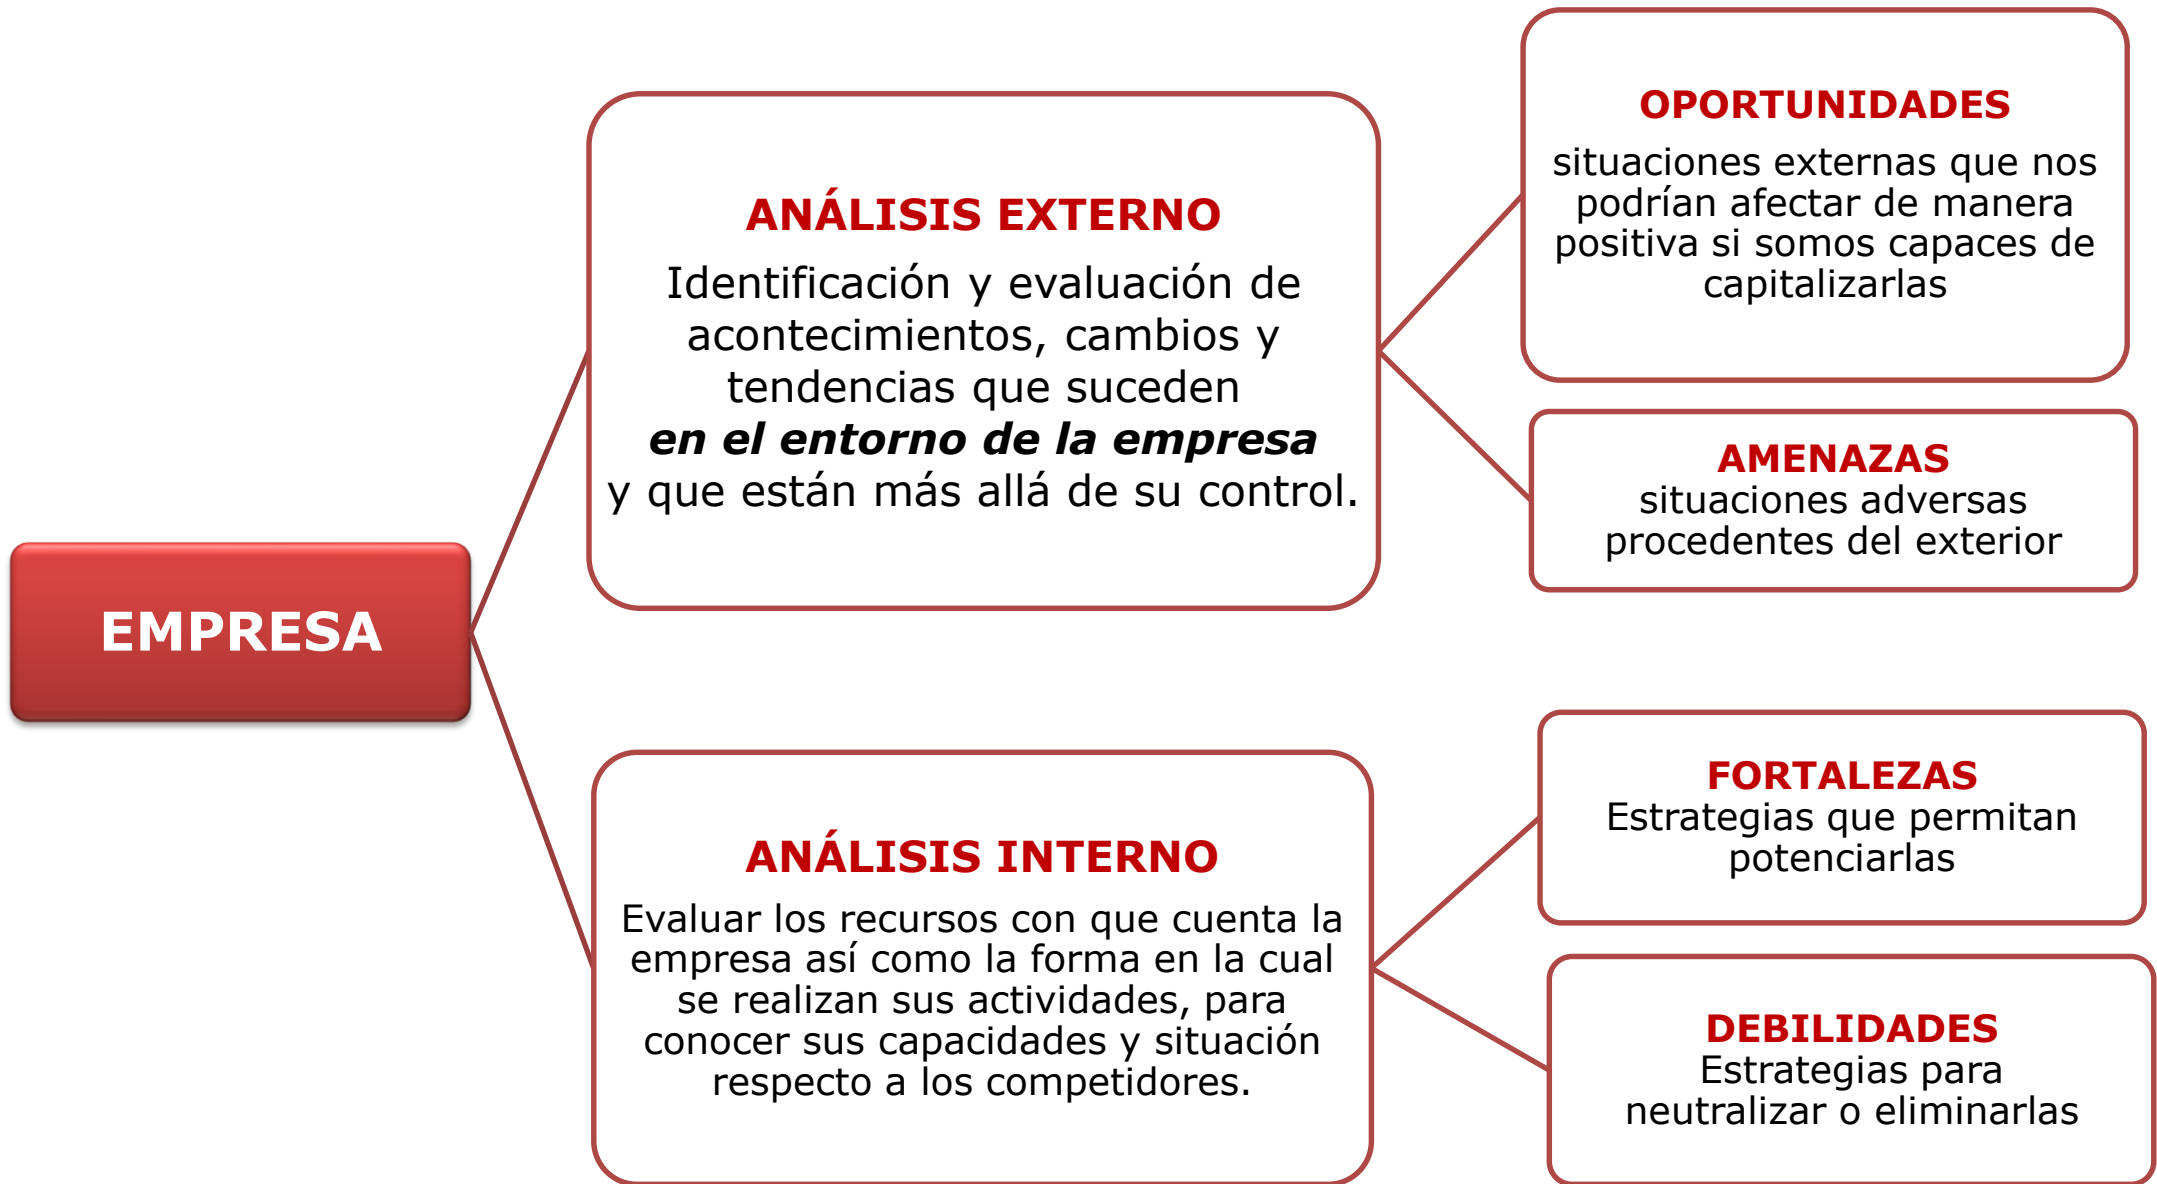 EMPRESA
ANÁLISIS EXTERNO
Identificación y evaluación de
acontecimientos, cambios y
tendencias que suceden
en el entorno de la empresa
y que están más allá de su control.
OPORTUNIDADES
situaciones externas que nos
podrían afectar de manera
positiva si somos capaces de
capitalizarlas
AMENAZAS
situaciones adversas
procedentes del exterior
ANÁLISIS INTERNO
Evaluar los recursos con que cuenta la
empresa así como la forma en la cual
se realizan sus actividades, para
conocer sus capacidades y situación
respecto a los competidores.
FORTALEZAS
Estrategias que permitan
potenciarlas
DEBILIDADES
Estrategias para
neutralizar o eliminarlas